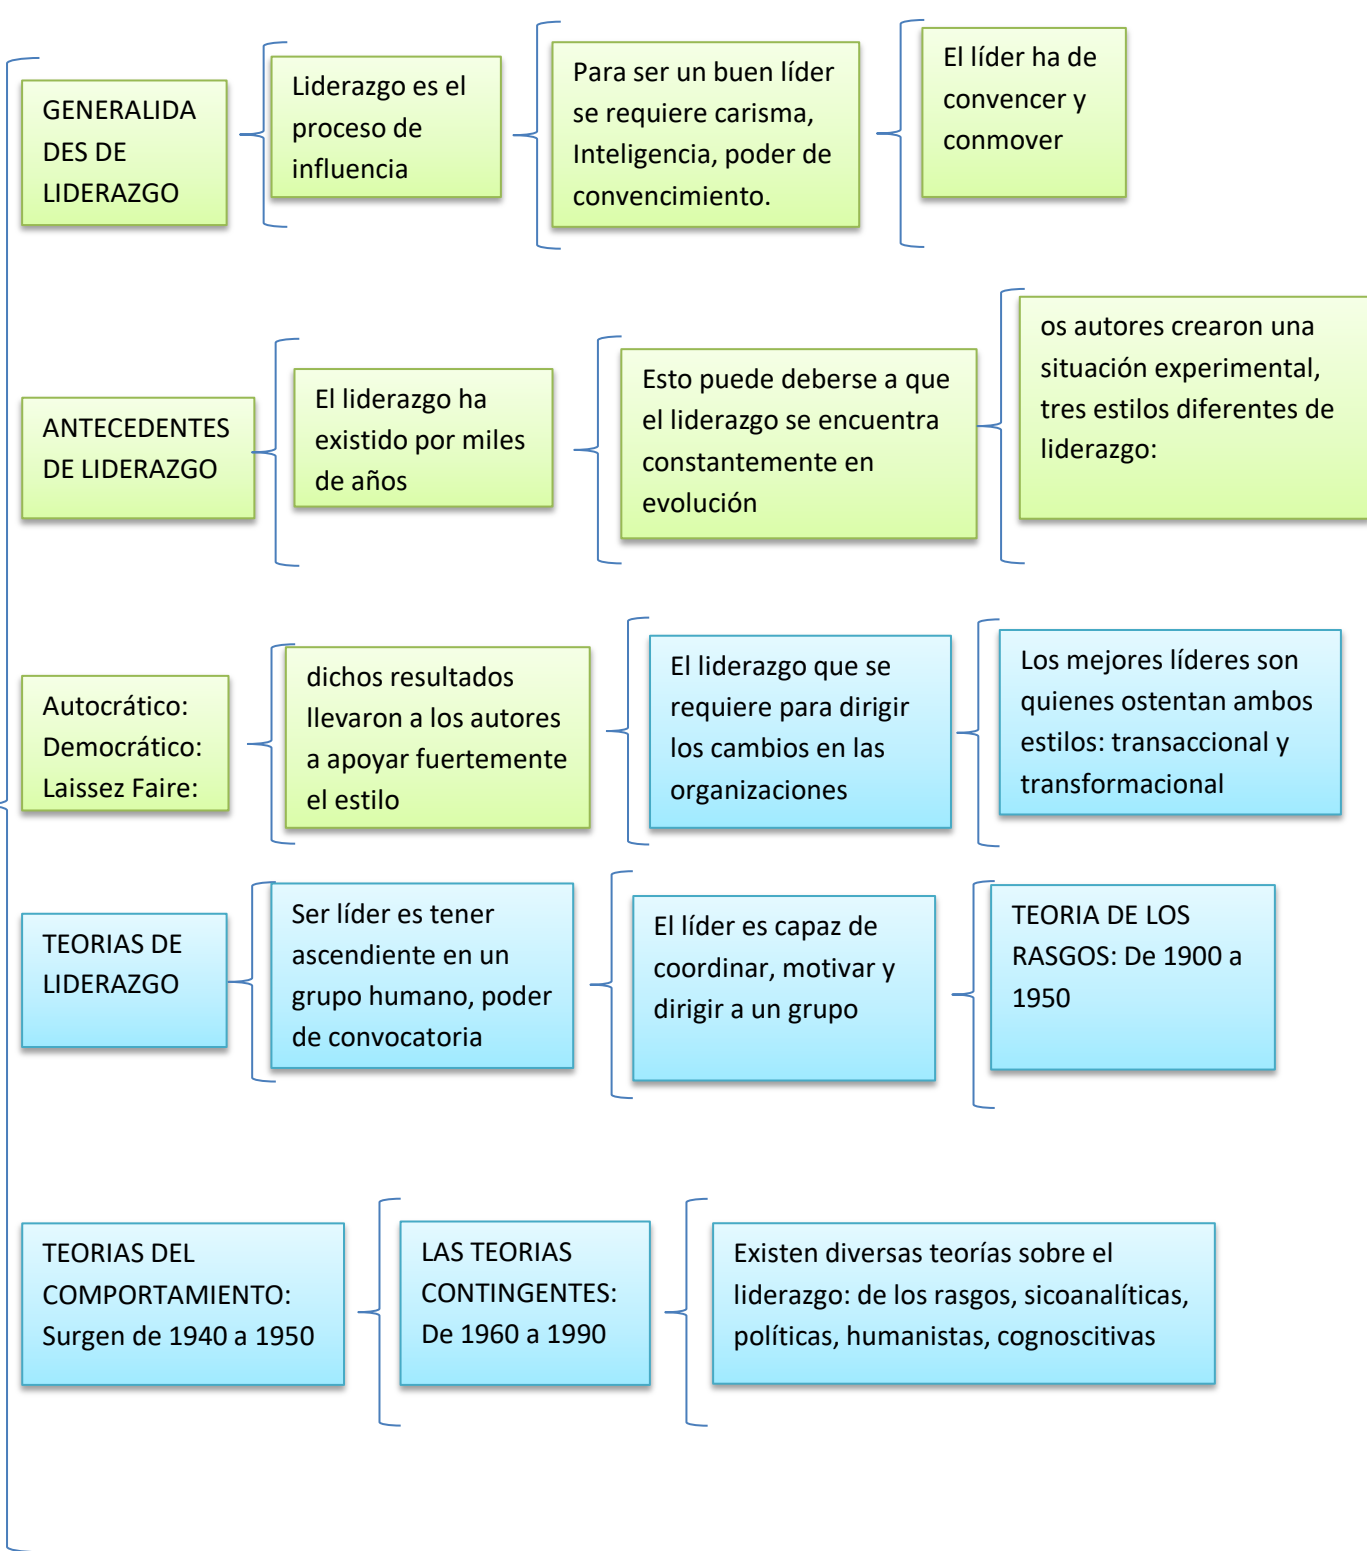 GENERALIDA
DES DE
LIDERAZGO
Liderazgo es el
proceso de
influencia
Para ser un buen líder
se requiere carisma,
Inteligencia, poder de
convencimiento.
El líder ha de
convencer y
conmover
ANTECEDENTES
DE LIDERAZGO
El liderazgo ha
existido por miles
de años
Esto puede deberse a que
el liderazgo se encuentra
constantemente en
evolución
os autores crearon una
situación experimental,
tres estilos diferentes de
liderazgo:
Autocrático:
Democrático:
Laissez Faire:
dichos resultados
llevaron a los autores
a apoyar fuertemente
el estilo
El liderazgo que se
requiere para dirigir
los cambios en las
organizaciones
Los mejores líderes son
quienes ostentan ambos
estilos: transaccional y
transformacional
TEORIAS DE
LIDERAZGO
Ser líder es tener
ascendiente en un
grupo humano, poder
de convocatoria
El líder es capaz de
coordinar, motivar y
dirigir a un grupo
TEORIA DE LOS
RASGOS: De 1900 a
1950
TEORIAS DEL
COMPORTAMIENTO:
Surgen de 1940 a 1950
LAS TEORIAS
CONTINGENTES:
De 1960 a 1990
Existen diversas teorías sobre el
liderazgo: de los rasgos, sicoanalíticas,
políticas, humanistas, cognoscitivas